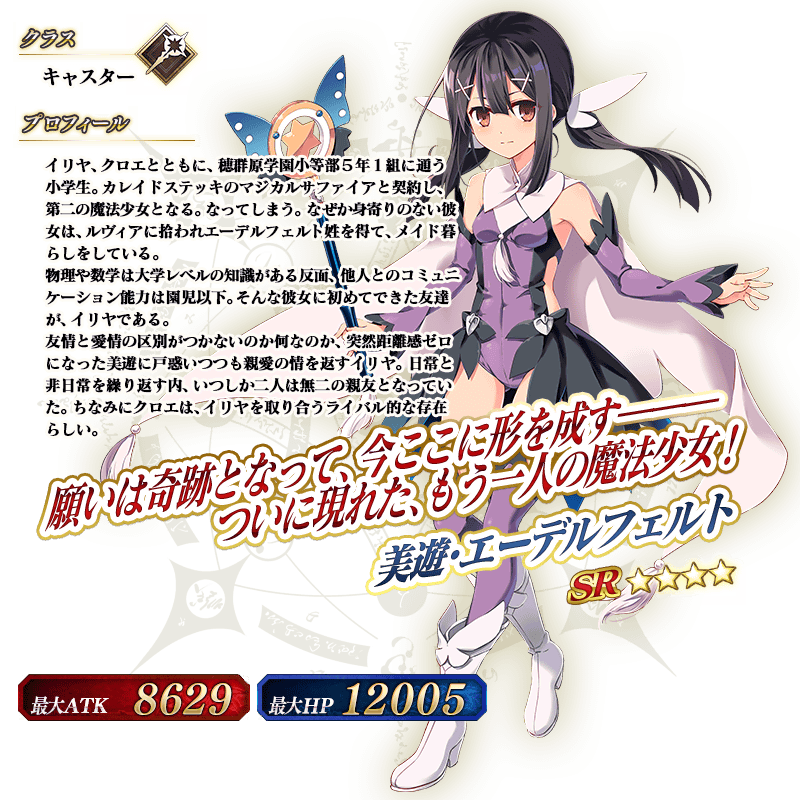 クラス
キャスター
プロフィール
イリヤ、クロエとともに、穂群原学園小等部５年１組に通う
小学生。カレイドステッキのマジカルサファイアと契約し、
第二の魔法少女となる。なってしまう。なぜか身寄りのない彼
女は、ルヴィアに拾われエーデルフェルト姓を得て、メイド暮
らしをしている。
物理や数学は大学レベルの知識がある反面、他人とのコミュニ
ケーション能力は園児以下。そんな彼女に初めてできた友達
が、イリヤである。
友情と愛情の区別がつかないのか何なのか、突然距離感ゼロ
になった美遊に戸惑いつつも親愛の情を返すイリヤ。日常と
非日常を繰り返す内、いつしか二人は無二の親友となってい
た。ちなみにクロエは、イリヤを取り合うライバル的な存在
らしい。
願いは奇跡となって、今ここに形を成す――
ついに現れた、もう一人の魔法少女！
美遊・エーデルフェルト
SR ☆☆☆☆
最大ATK 8629
最大HP 12005